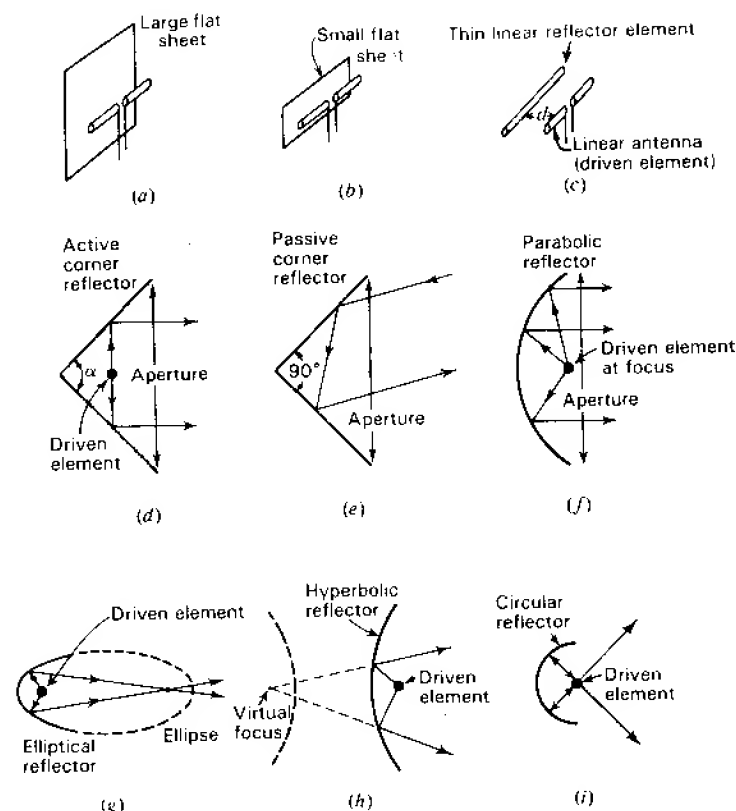 Large flat
sheet
Small flat
sheet
Thin linear reflector element
d
Linear antenna
(driven element)
(a)
(b)
(c)
Active
corner
reflector
α
Aperture
Driven
element
(d)
Passive
corner
reflector
90°
Aperture
(e)
Parabolic
reflector
Driven element
at focus
Aperture
(f)
Driven element
Elliptical
reflector
Ellipse
(g)
Hyperbolic
reflector
Virtual
focus
Driven
element
(h)
Circular
reflector
Driven
element
(i)